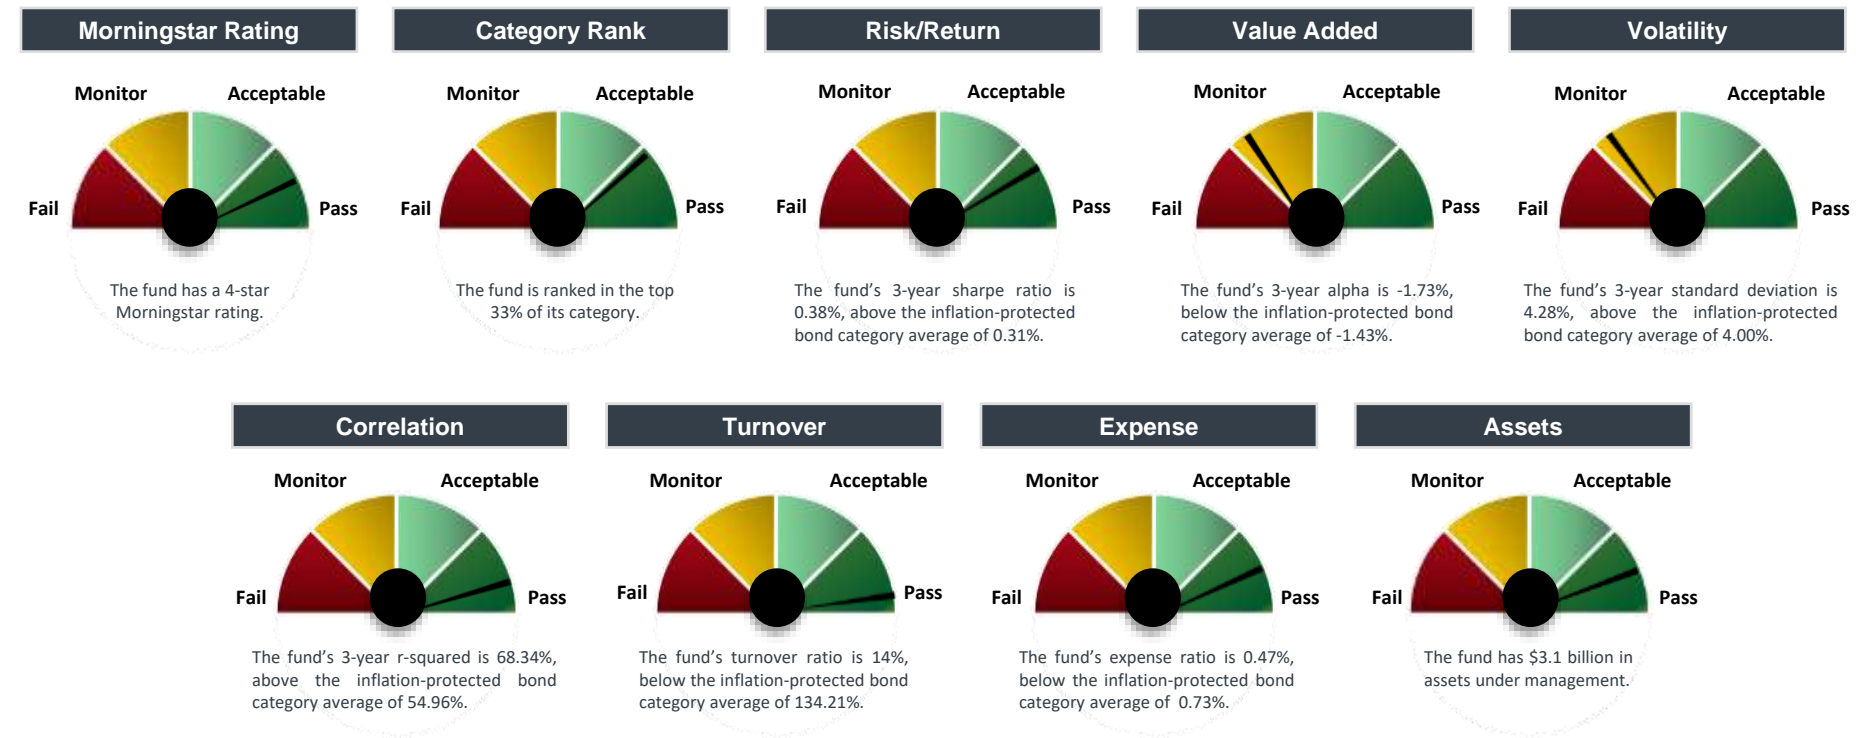 Morningstar Rating
Monitor
Acceptable
Fail
Pass
The fund has a 4-star
Morningstar rating.
Category Rank
Monitor
Acceptable
Fail
Pass
The fund is ranked in the top
33% of its category.
Risk/Return
Monitor
Acceptable
Fail
Pass
The fund's 3-year sharpe ratio is
0.38%, above the inflation-protected
bond category average of 0.31%.
Value Added
Monitor
Acceptable
Fail
Pass
The fund's 3-year alpha is -1.73%,
below the inflation-protected bond
category average of -1.43%.
Volatility
Monitor
Acceptable
Fail
Pass
The fund's 3-year standard deviation is
4.28%, above the inflation-protected
bond category average of 4.00%.
Correlation
Monitor
Acceptable
Fail
Pass
The fund's 3-year r-squared is 68.34%,
above the inflation-protected bond
category average of 54.96%.
Turnover
Monitor
Acceptable
Fail
Pass
The fund's turnover ratio is 14%,
below the inflation-protected bond
category average of 134.21%.
Expense
Monitor
Acceptable
Fail
Pass
The fund's expense ratio is 0.47%,
below the inflation-protected bond
category average of 0.73%.
Assets
Monitor
Acceptable
Fail
Pass
The fund has $3.1 billion in
assets under management.